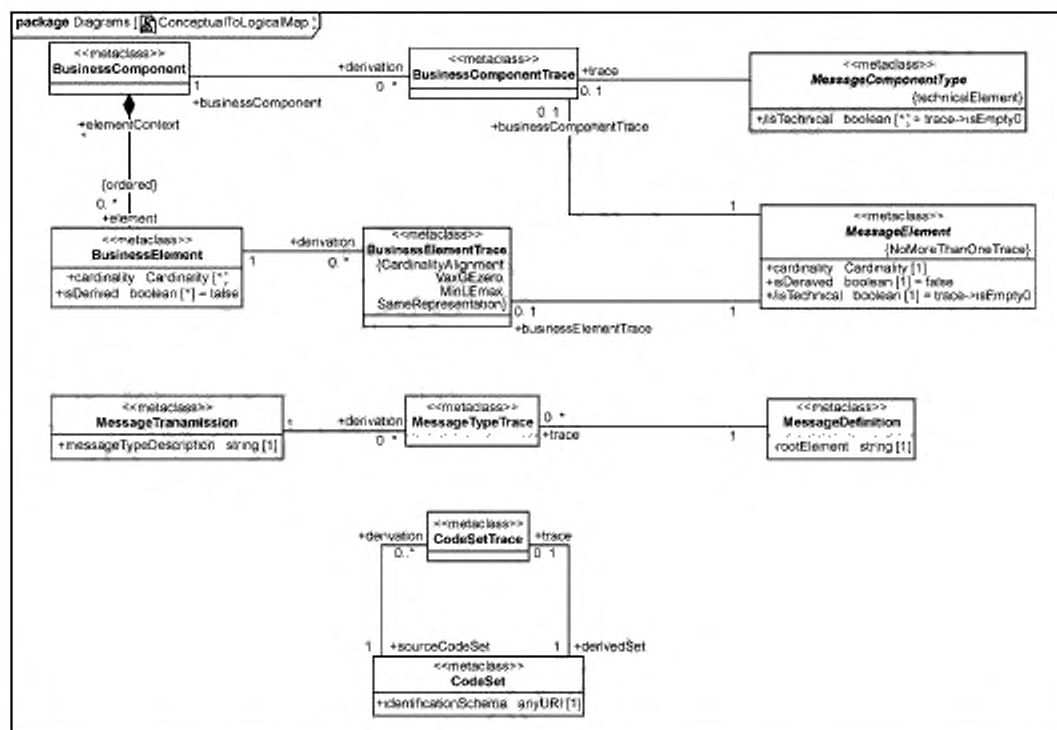 package Diagrams [ ConceptualToLogicalMap ]
<<metaclass>>
BusinessComponent
1
+businessComponent
+derivation
0..*
<<metaclass>>
BusinessComponentTrace
+trace
0..1
<<metaclass>>
MessageComponentType
{technicalElement}
+/isTechnical boolean [*] = trace->isEmpty()
0 1
+businessComponentTrace
+elementContext
*
{ordered}
0..*
+element
<<metaclass>>
BusinessElement
+cardinality Cardinality [*]
+isDerived boolean [*] = false
1
+derivation
0..*
<<metaclass>>
BusinessElementTrace
{CardinalityAlignment
VaxGEzero
MinLEmax
SameRepresentation}
0..1
+businessElementTrace
1
1
<<metaclass>>
MessageElement
{NoMoreThanOneTrace}
+cardinality Cardinality [1]
+isDeraved boolean [1] = false
+/isTechnical boolean [1] = trace->isEmpty()
<<metaclass>>
MessageTranamission
+messageTypeDescription string [1]
+derivation
0..*
<<metaclass>>
MessageTypeTrace
0..*
+trace
1
<<metaclass>>
MessageDefinition
rootElement string [1]
+derivation
0..*
<<metaclass>>
CodeSetTrace
+trace
0 1
1
+sourceCodeSet
1
+derivedSet
<<metaclass>>
CodeSet
+identificationSchema anyURI [1]